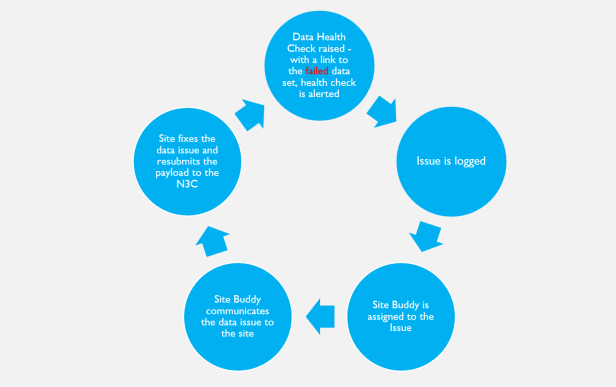 Data Health
Check raised -
with a link to
the failed data
set, health check
is alerted
Issue is logged
Site Buddy is
assigned to the
Issue
Site Buddy
communicates
the data issue to
the site
Site fixes the
data issue and
resubmits the
payload to the
N3C